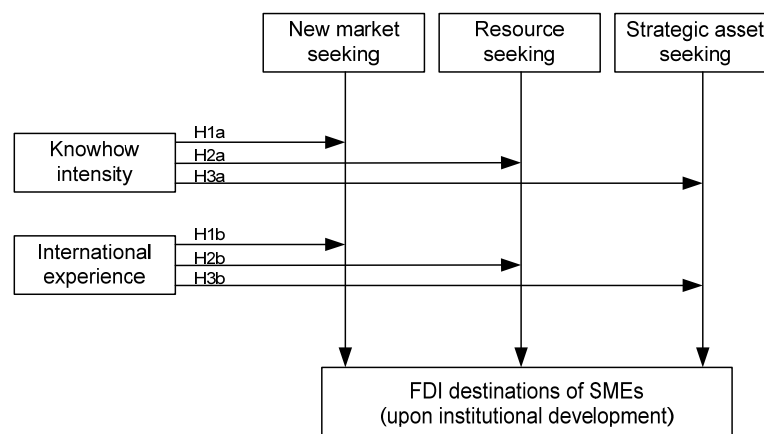 New market
seeking
Resource
seeking
Strategic asset
seeking
Knowhow
intensity
H1a
H2a
H3a
International
experience
H1b
H2b
H3b
FDI destinations of SMEs
(upon institutional development)